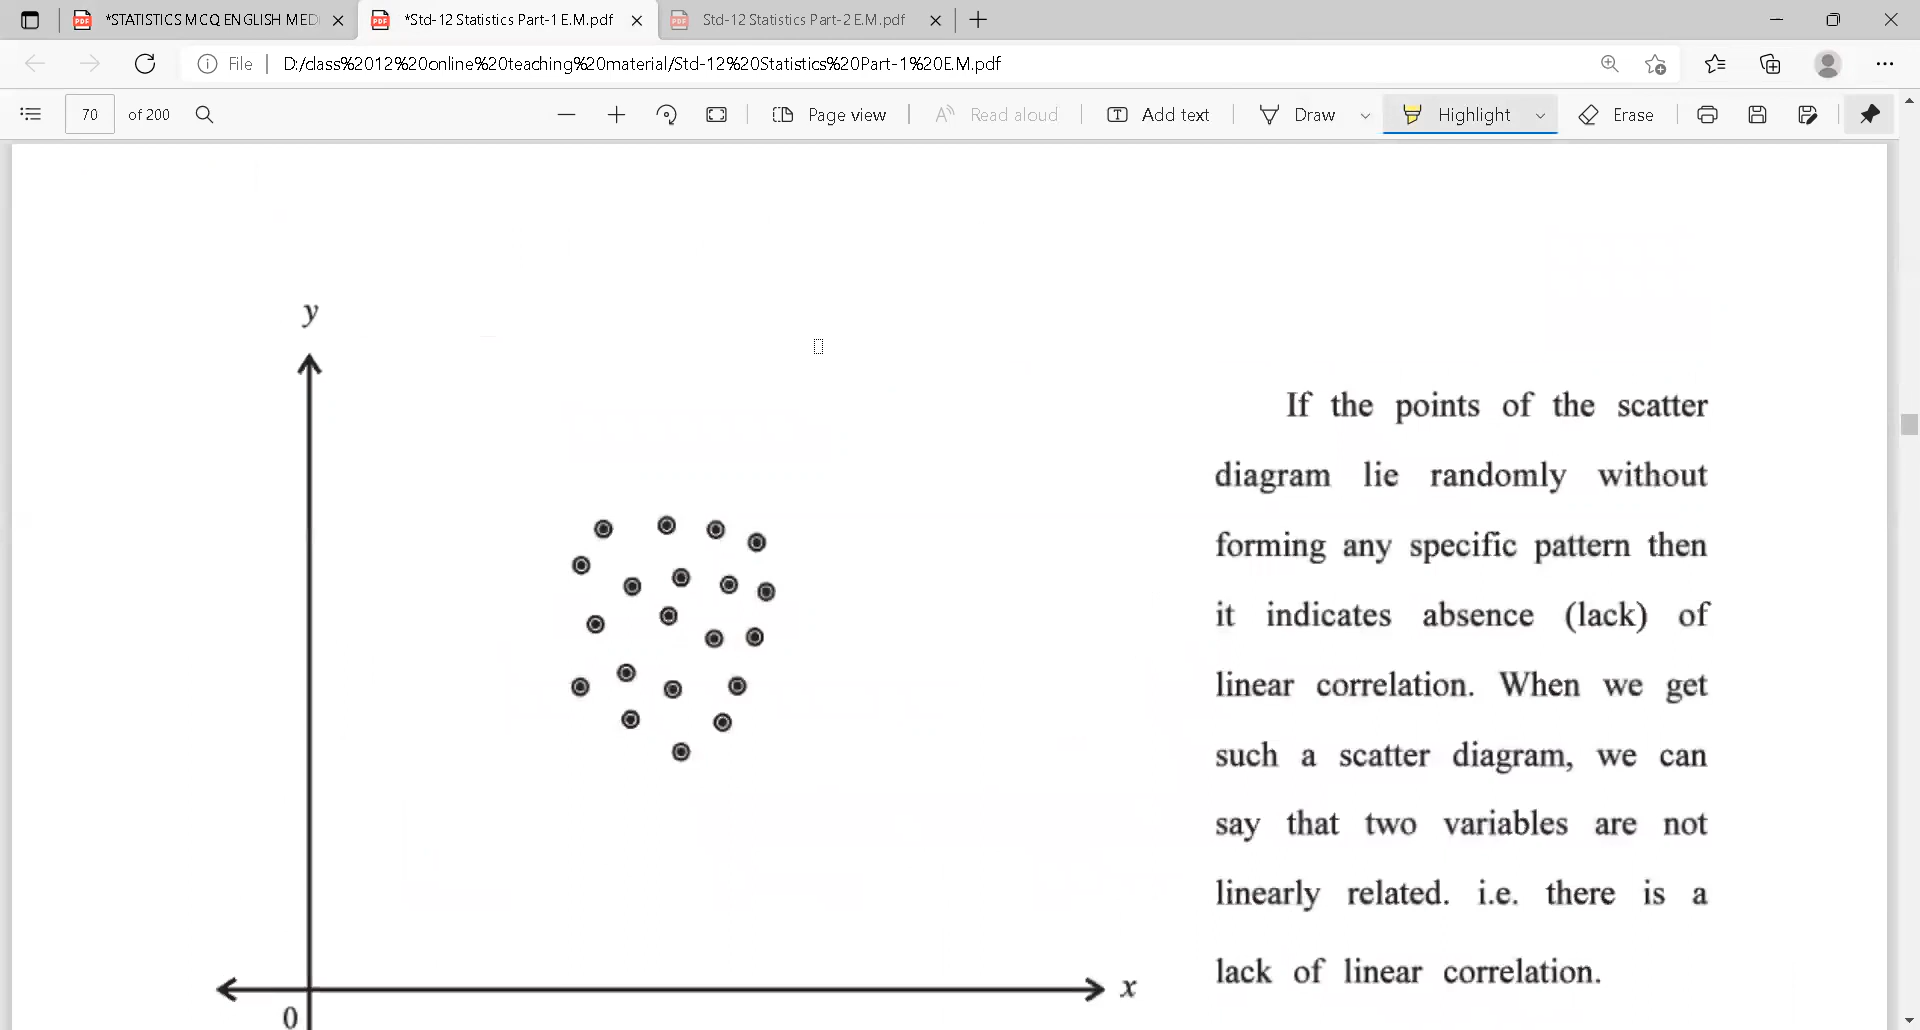 *STATISTICS MCQ ENGLISH MED
*Std-12 Statistics Part-1 E.M.pdf
Std-12 Statistics Part-2 E.M.pdf
File
D:/class%2012%20online%20teaching%20material/Std-12%20Statistics%20Part-1%20E.M.pdf
70
of 200
Page view
Read aloud
Add text
Draw
Highlight
Erase
y
If the points of the scatter
diagram lie randomly without
forming any specific pattern then
it indicates absence (lack) of
linear correlation. When we get
such a scatter diagram, we can
say that two variables are not
linearly related. i.e. there is a
lack of linear correlation.
x
0